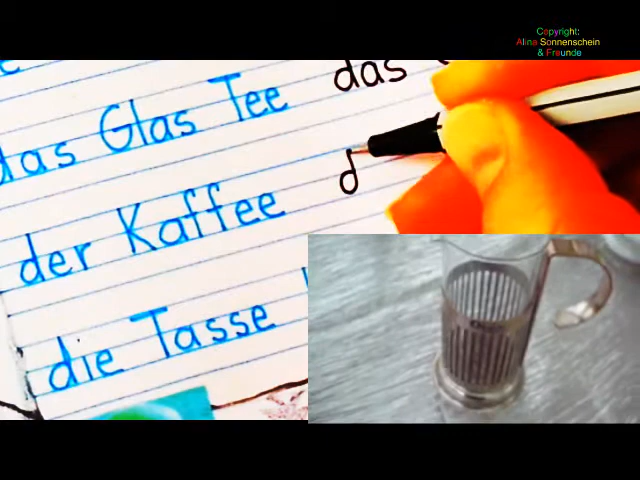 Copyright:
Alina Sonnenschein
& Freunde
das
das Glas Tee
d
der Kaffee
die Tasse